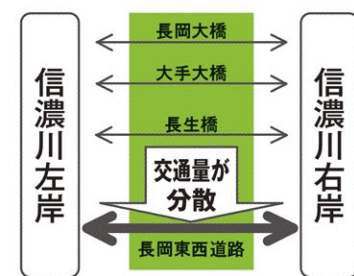 信濃川左岸
長岡大橋
大手大橋
長生橋
交通量が
分散
長岡東西道路
信濃川右岸